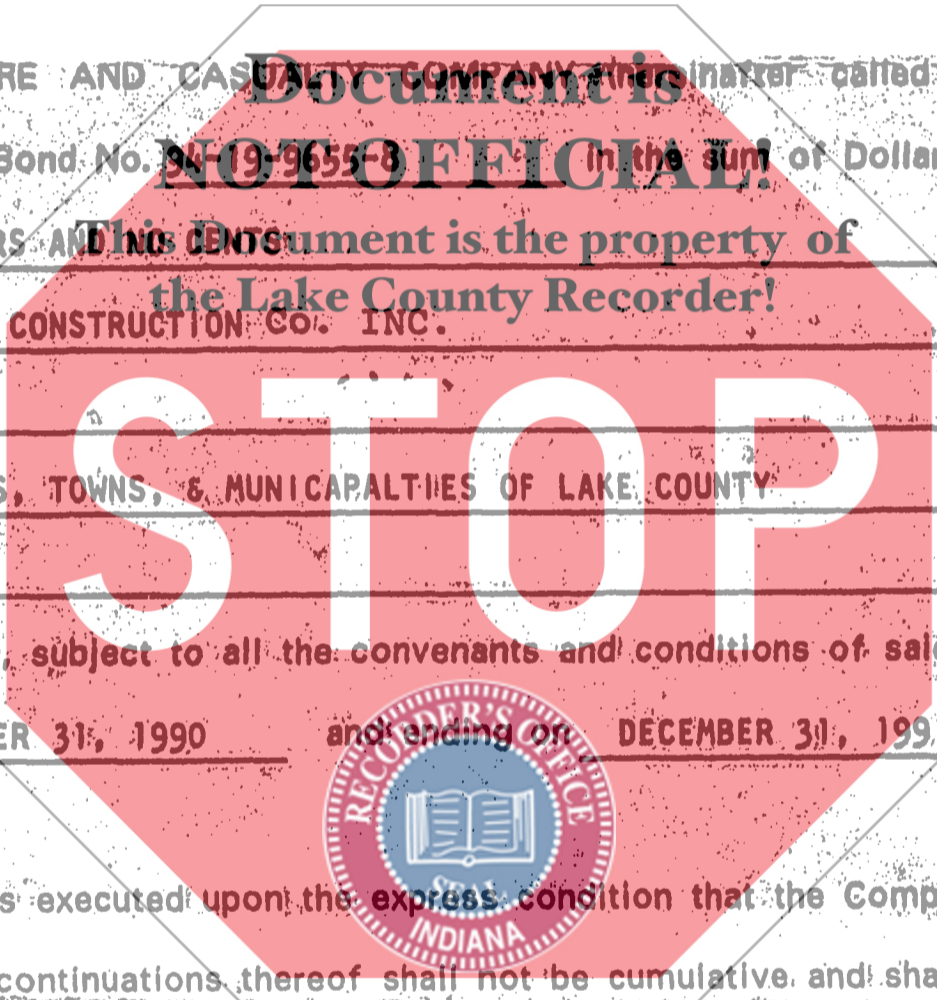 RE AND CASUALTY COMPANY (hereinafter called
Document is
Bond No. 94-19-9655-8 in the sum of Dollar
NOT OFFICIAL!
RS AND NO CENTS
This Document is the property of
the Lake County Recorder!
CONSTRUCTION CO. INC.
STOP
S, TOWNS, & MUNICAPALTIES OF LAKE COUNTY
, subject to all the convenants and conditions of sai
ER 31, 1990 and ending on DECEMBER 31, 199
RECORDER'S OFFICE
SEAL
INDIANA
s executed upon the express condition that the Comp
continuations thereof shall not be cumulative and sha